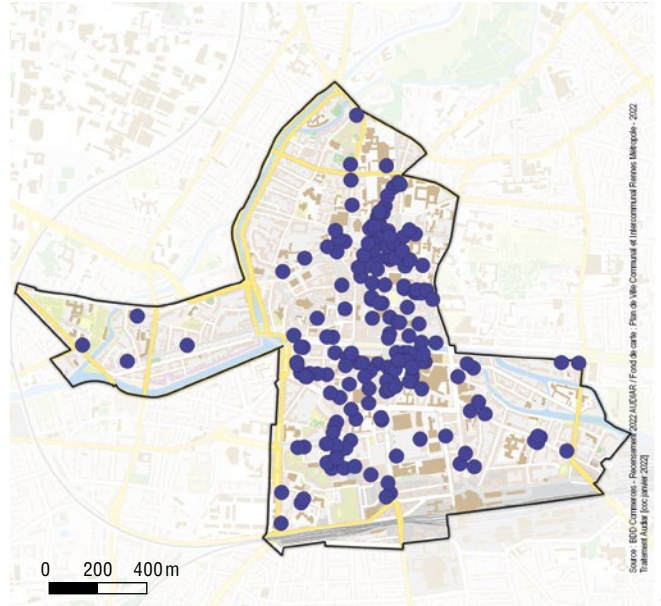 Source : BDD Commerces - Recensement 2022 AUDIAR / Fond de carte : Plan de Ville Communal et Intercommunal Rennes Métropole - 2022
Traitement Audiar [oc janvier 2022]
0 200 400 m